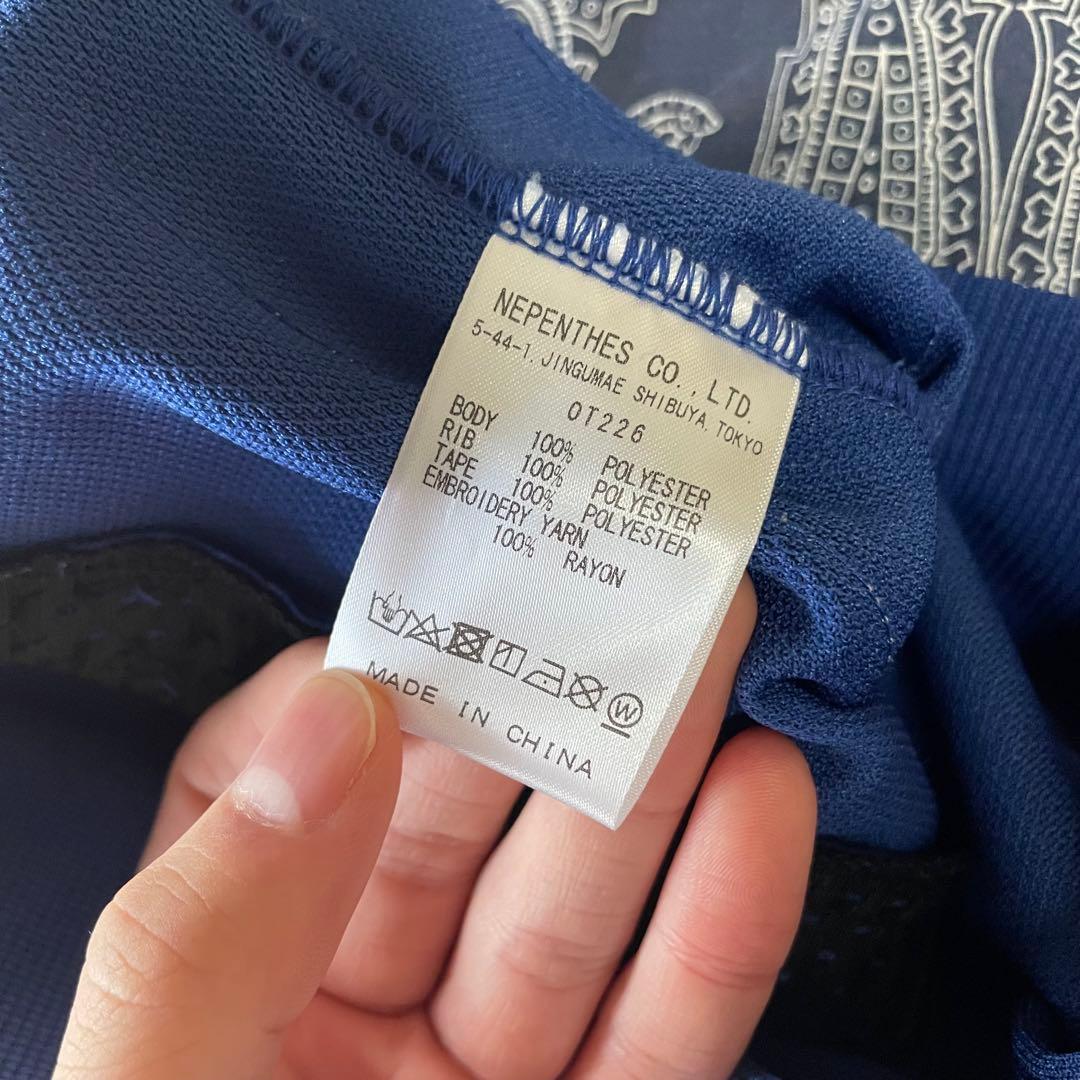 NEPENTHES CO.,LTD.
5-44-1, JINGUMAE SHIBUYA, TOKYO
OT226
BODY 100% POLYESTER
RIB 100% POLYESTER
TAPE 100% POLYESTER
EMBROIDERY YARN
100% RAYON
W
MADE IN CHINA